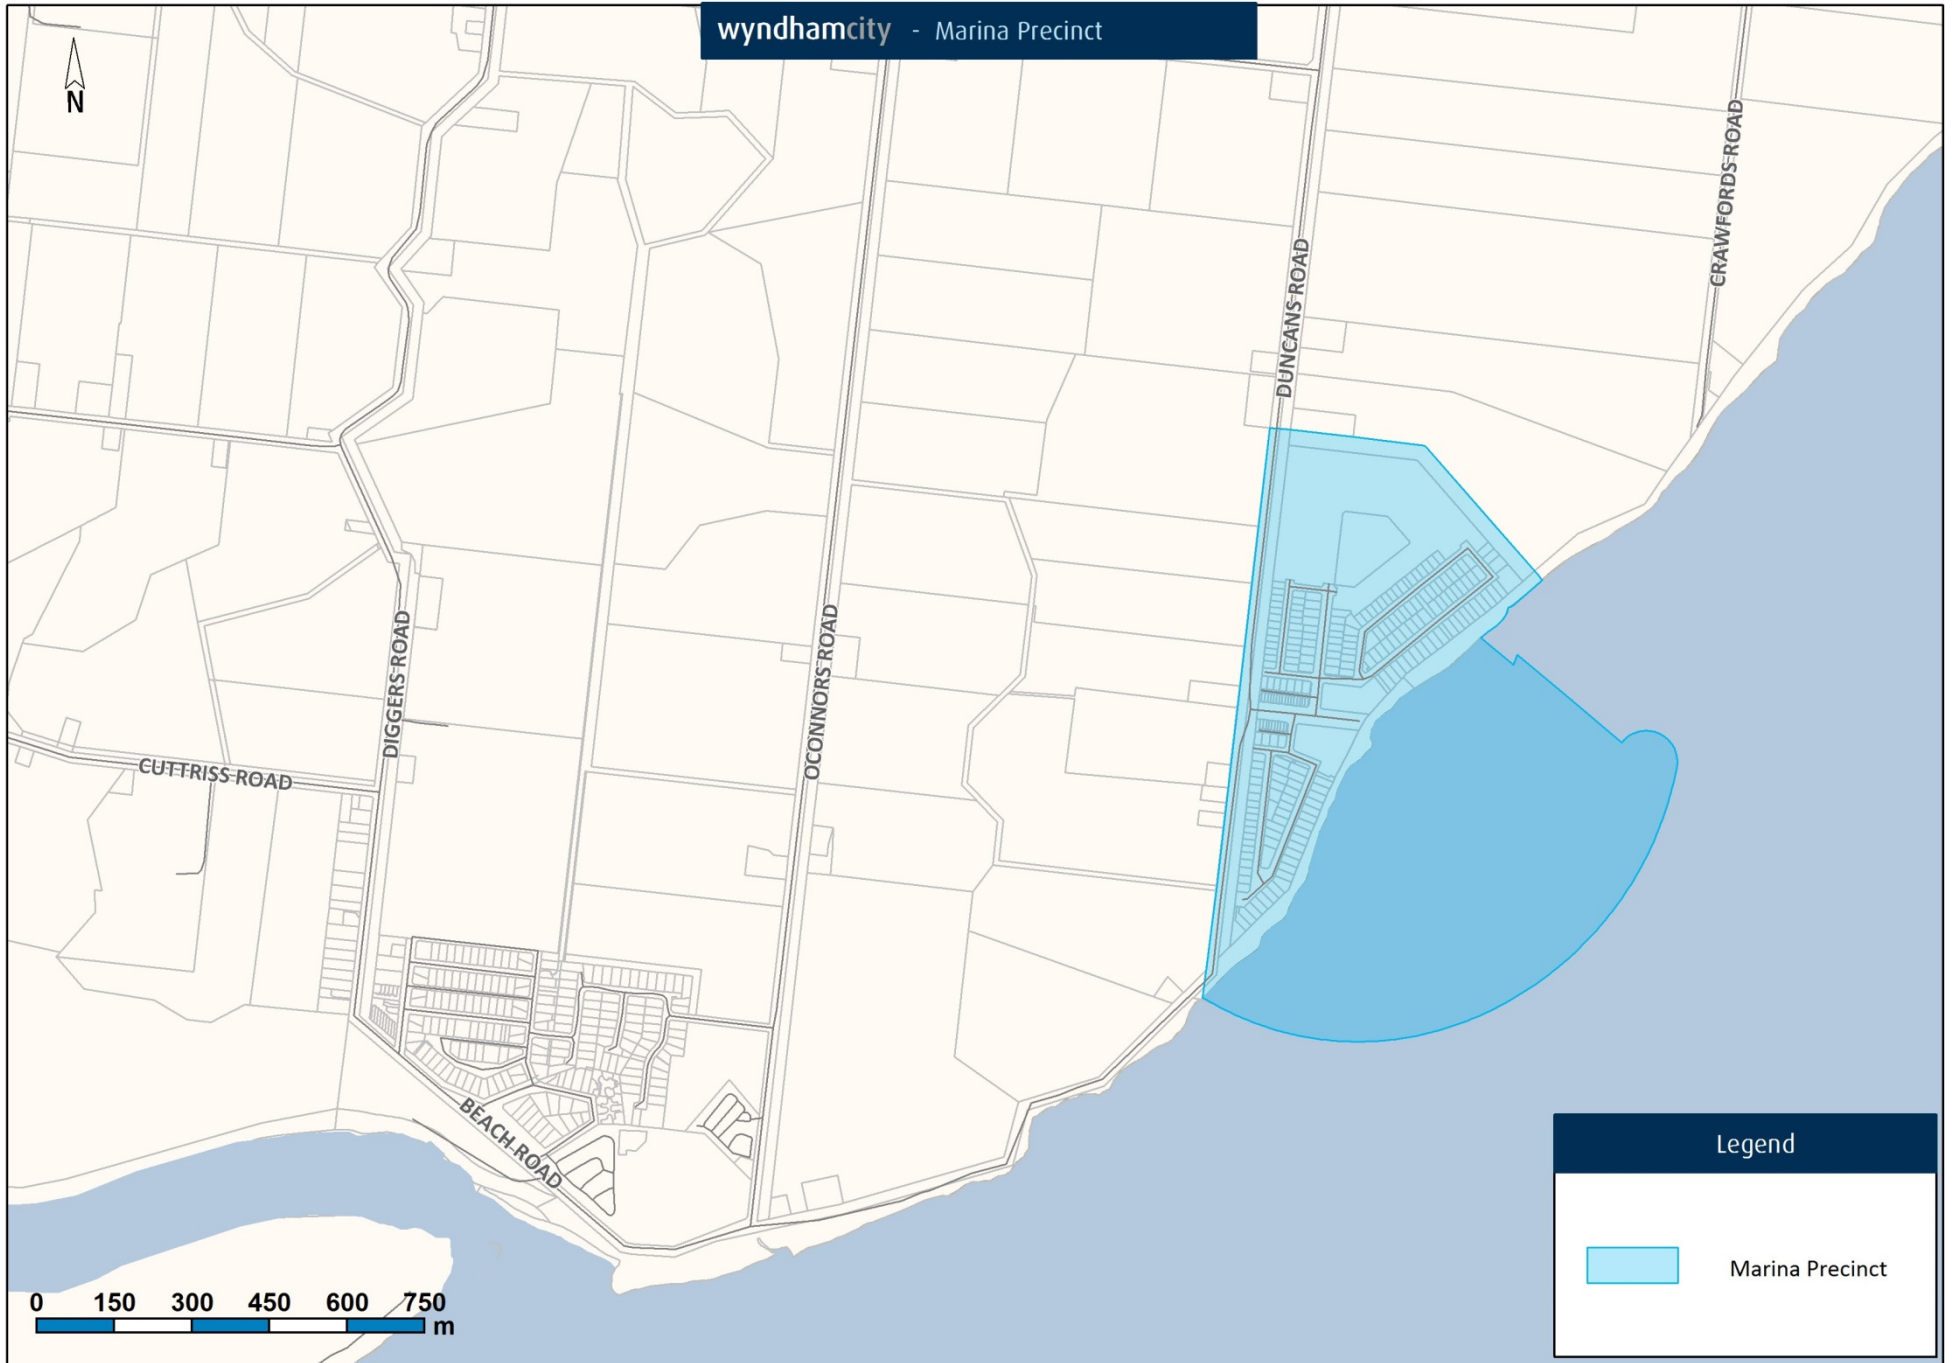 wyndhamcity - Marina Precinct
N
CRAWFORDS ROAD
DUNCANS ROAD
OCONNORS ROAD
DIGGERS ROAD
CUTTRISS ROAD
BEACH ROAD
Legend
Marina Precinct
0 150 300 450 600 750
m